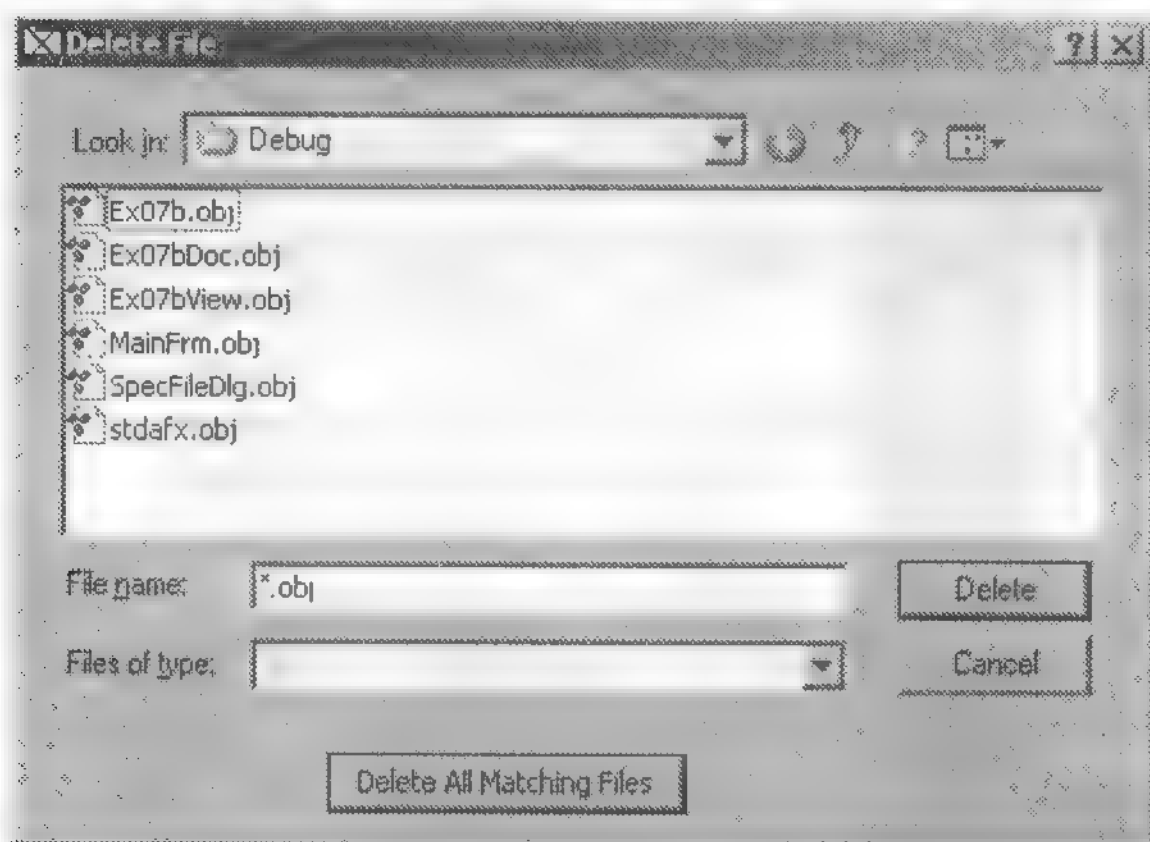 Delete File
Look in: Debug
Ex07b.obj
Ex07bDoc.obj
Ex07bView.obj
MainFrm.obj
SpecFileDlg.obj
stdafx.obj
File name: *.obj Delete
Files of type: Cancel
Delete All Matching Files